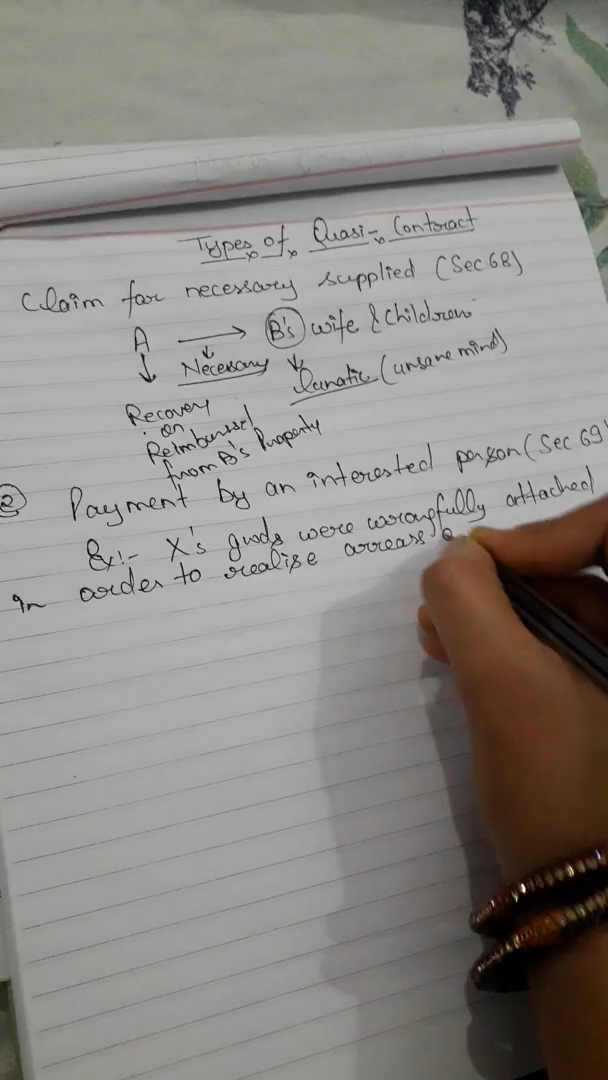 Types of Quasi- Contract
Claim for necessary supplied (Sec 68)
A → B's wife & Children
↓ Necessary lunatic (unsane mind)
Recovery
on
Reimbursed
from B's Property
② Payment by an interested person (Sec 69)
Ex:- X's goods were wrongfully attached
In order to realise arrears